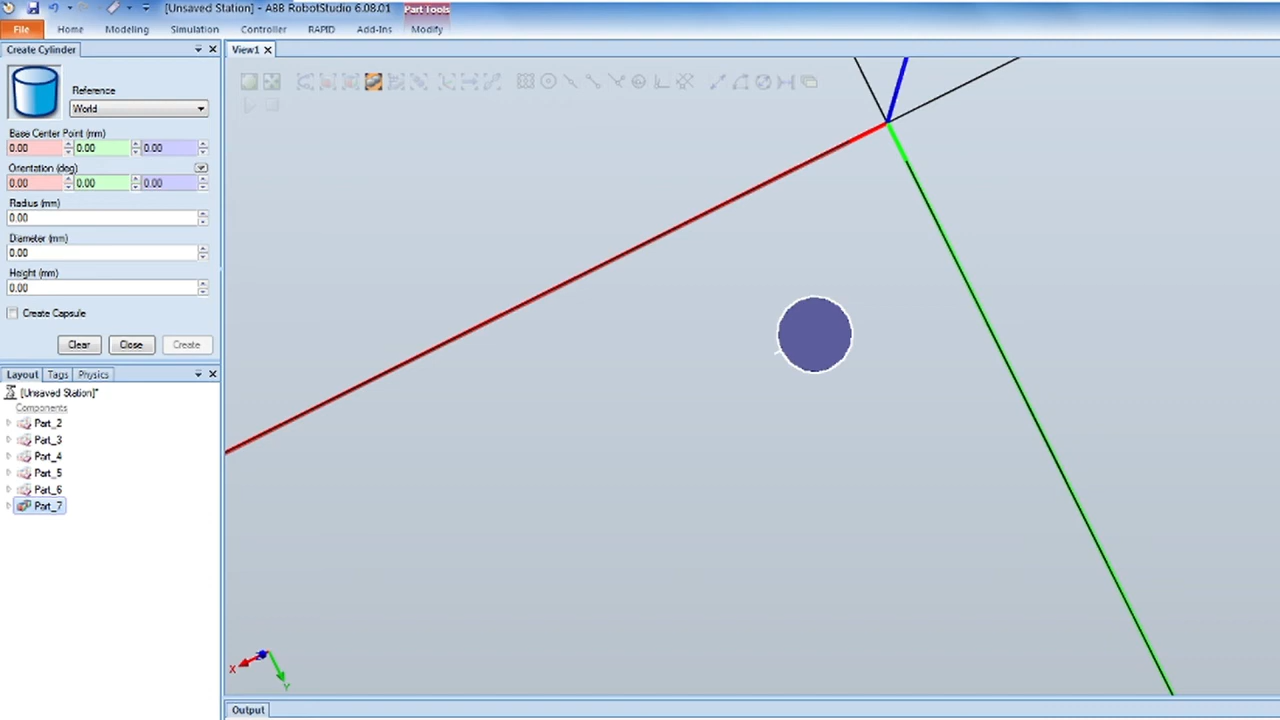 [Unsaved Station] - ABB RobotStudio 6.08.01
Part Tools
File Home Modeling Simulation Controller RAPID Add-Ins Modify
Create Cylinder
View1
Reference
World
Base Center Point (mm)
0.00 0.00 0.00
Orientation (deg)
0.00 0.00 0.00
Radius (mm)
0.00
Diameter (mm)
0.00
Height (mm)
0.00
Create Capsule
Clear Close Create
Layout Tags Physics
[Unsaved Station]*
Components
Part_2
Part_3
Part_4
Part_5
Part_6
Part_7
X
Y
Output